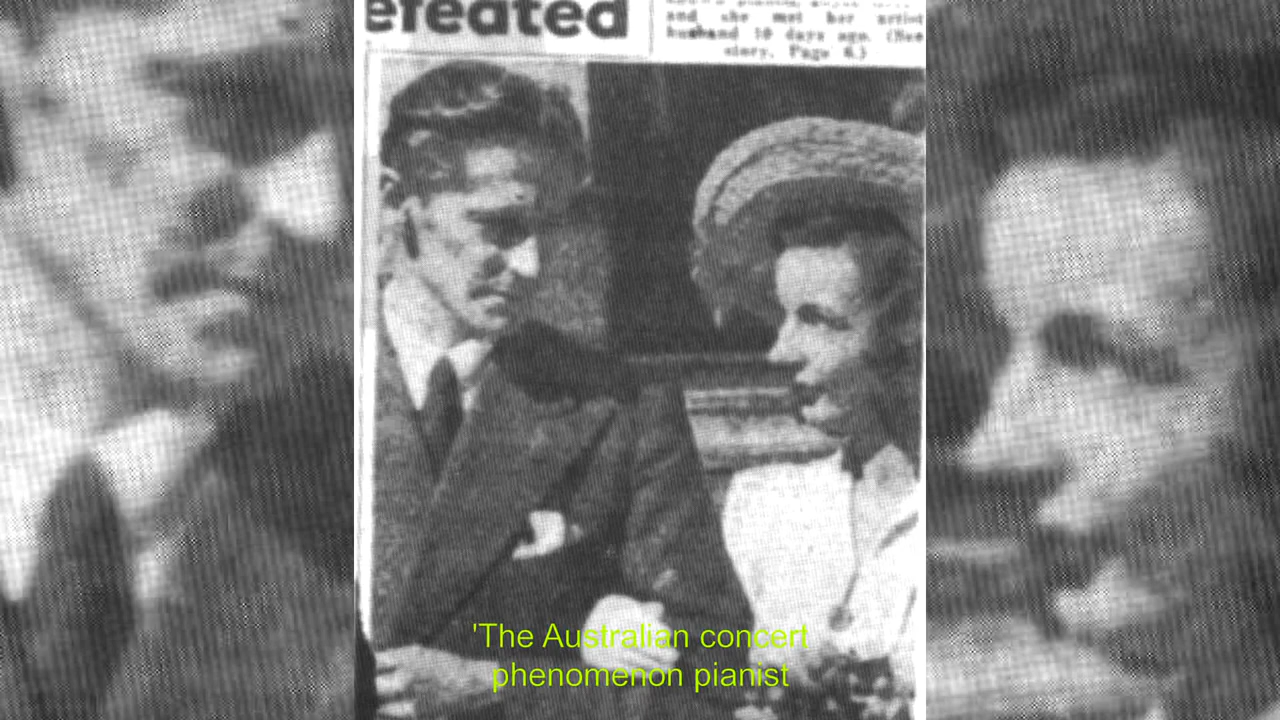 efeated
and she met her artist
husband 10 days ago. (See
story, Page 6.)
'The Australian concert
phenomenon pianist